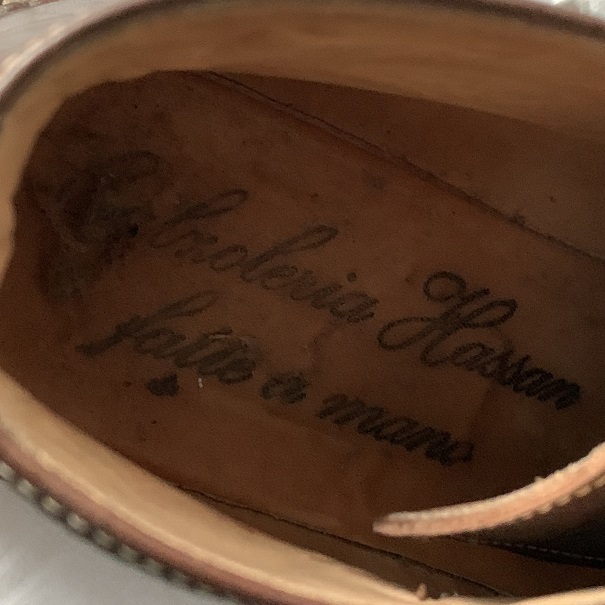 Calzoleria Hassan
fatto a mano